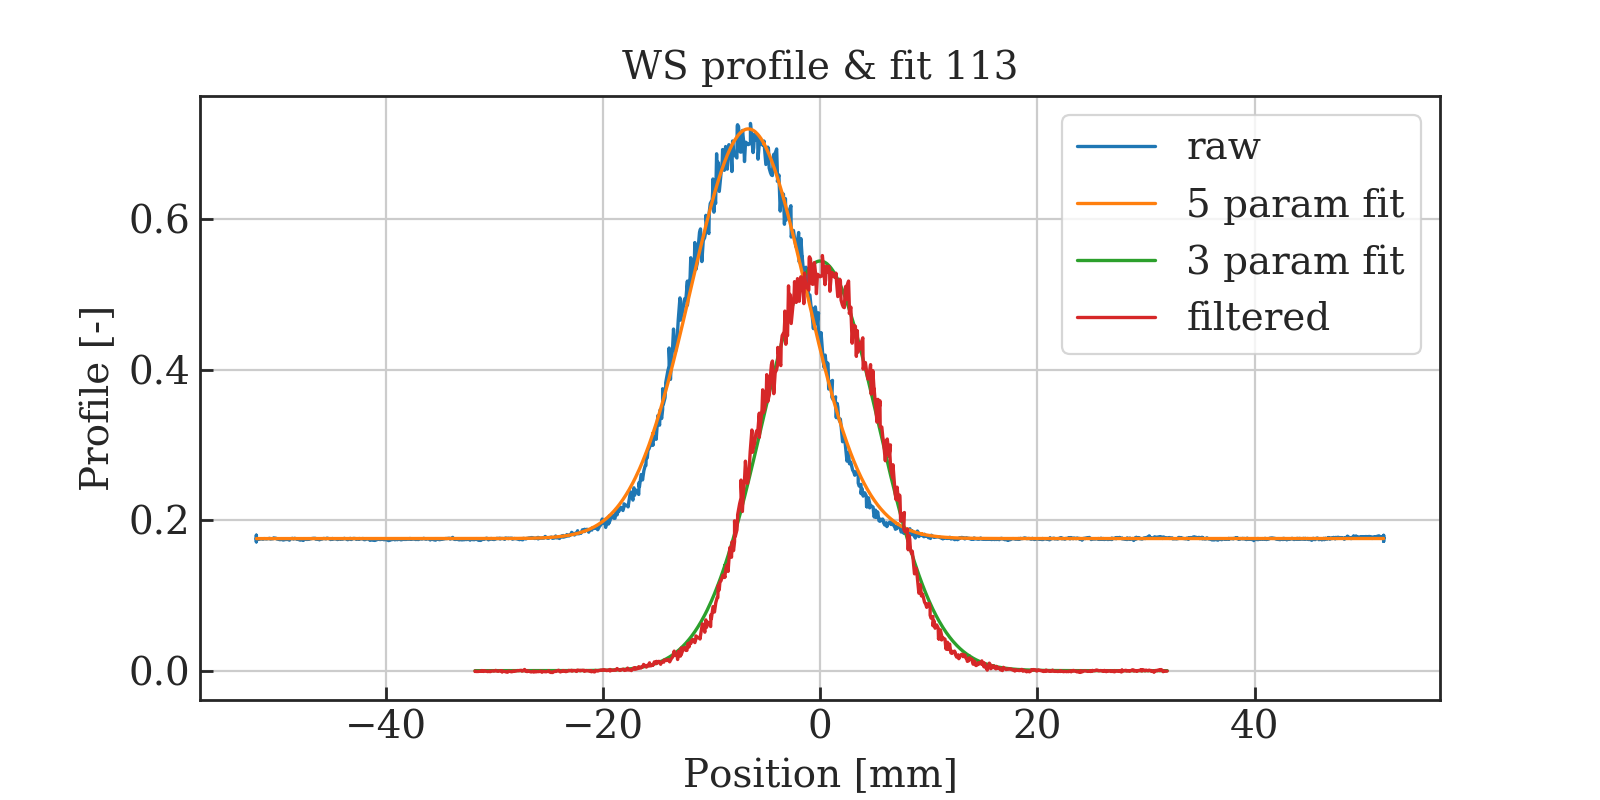 WS profile & fit 113
raw
5 param fit
3 param fit
filtered
Profile [-]
0.6
0.4
0.2
0.0
−40
−20
0
20
40
Position [mm]